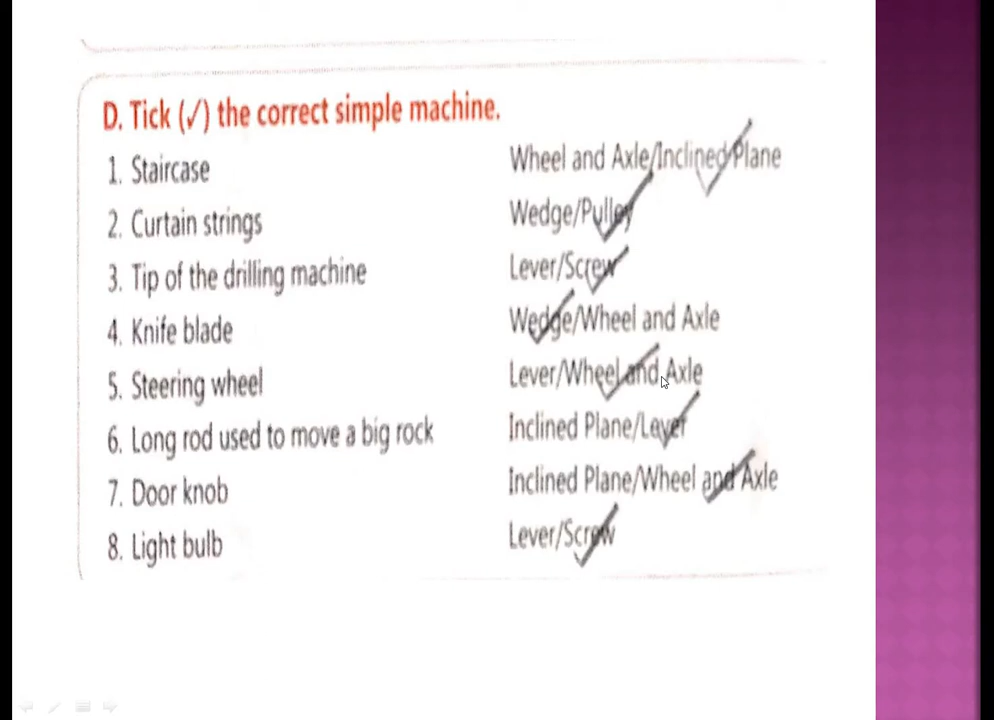 D. Tick (✓) the correct simple machine.
1. Staircase Wheel and Axle/Inclined Plane
2. Curtain strings Wedge/Pulley
3. Tip of the drilling machine Lever/Screw
4. Knife blade Wedge/Wheel and Axle
5. Steering wheel Lever/Wheel and Axle
6. Long rod used to move a big rock Inclined Plane/Lever
7. Door knob Inclined Plane/Wheel and Axle
8. Light bulb Lever/Screw